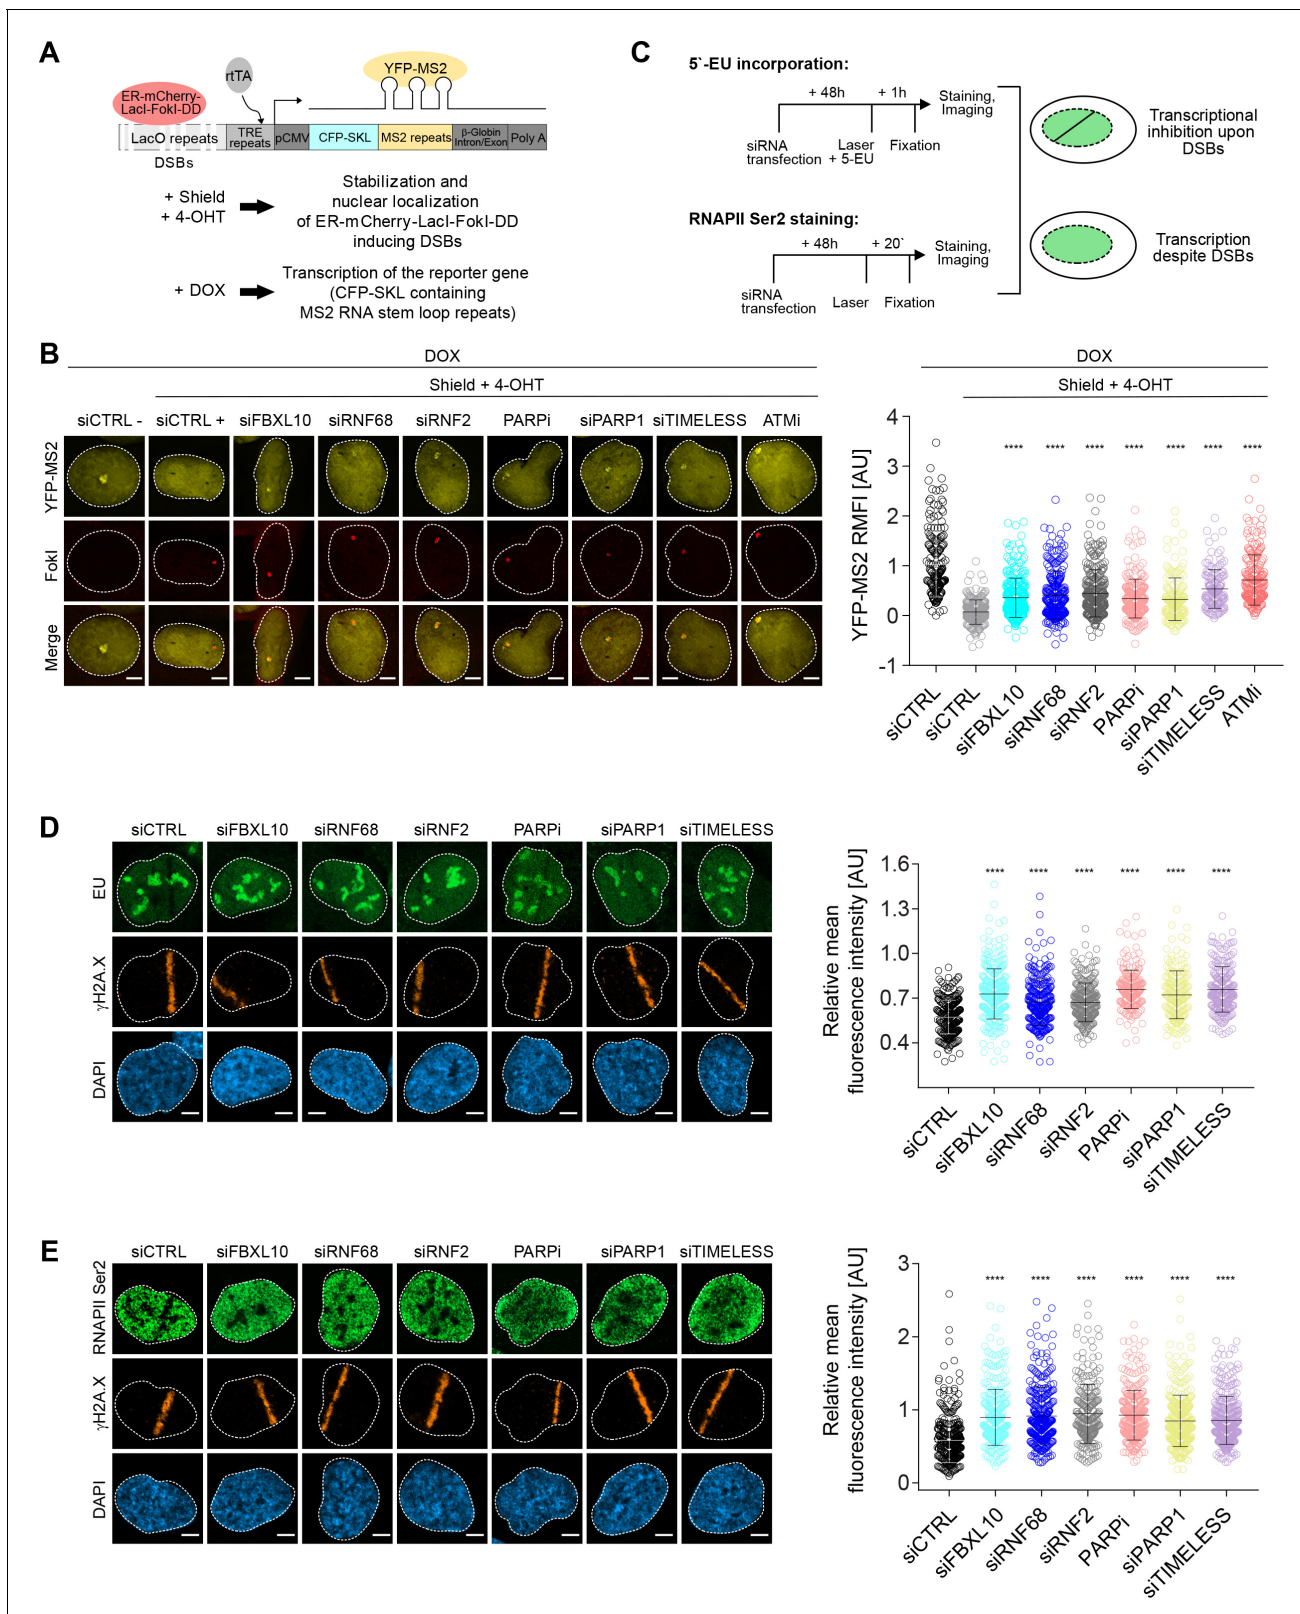 A
YFP-MS2
rtTA
ER-mCherry-
LacI-FokI-DD
LacO repeats
TRE
repeats
pCMV
CFP-SKL
MS2 repeats
β-Globin
Intron/Exon
Poly A
DSBs
+ Shield
+ 4-OHT
Stabilization and
nuclear localization
of ER-mCherry-LacI-FokI-DD
inducing DSBs
+ DOX
Transcription of the reporter gene
(CFP-SKL containing
MS2 RNA stem loop repeats)
C
5`-EU incorporation:
+ 48h
+ 1h
Staining,
Imaging
siRNA
transfection
Laser
+ 5-EU
Fixation
RNAPII Ser2 staining:
+ 48h
+ 20`
Staining,
Imaging
siRNA
transfection
Laser
Fixation
Transcriptional
inhibition upon
DSBs
Transcription
despite DSBs
B
DOX
Shield + 4-OHT
siCTRL -
siCTRL +
siFBXL10
siRNF68
siRNF2
PARPi
siPARP1
siTIMELESS
ATMi
YFP-MS2
FokI
Merge
DOX
Shield + 4-OHT
YFP-MS2 RMFI [AU]
4
3
2
1
0
-1
**** **** **** **** **** **** ****
siCTRL
siCTRL
siFBXL10
siRNF68
siRNF2
PARPi
siPARP1
siTIMELESS
ATMi
D
siCTRL
siFBXL10
siRNF68
siRNF2
PARPi
siPARP1
siTIMELESS
EU
γH2A.X
DAPI
Relative mean
fluorescence intensity [AU]
1.6
1.3
1.0
0.7
0.4
**** **** **** **** **** ****
siCTRL
siFBXL10
siRNF68
siRNF2
PARPi
siPARP1
siTIMELESS
E
siCTRL
siFBXL10
siRNF68
siRNF2
PARPi
siPARP1
siTIMELESS
RNAPII Ser2
γH2A.X
DAPI
Relative mean
fluorescence intensity [AU]
3
2
1
0
**** **** **** **** **** ****
siCTRL
siFBXL10
siRNF68
siRNF2
PARPi
siPARP1
siTIMELESS